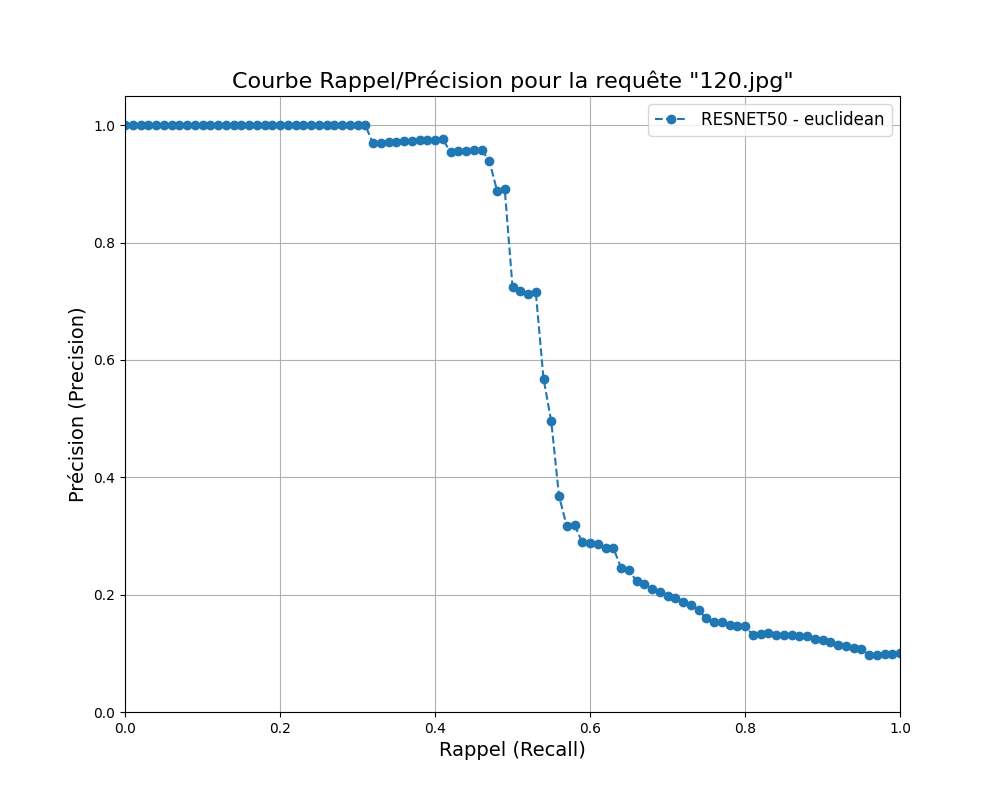 Courbe Rappel/Précision pour la requête "120.jpg"
RESNET50 - euclidean
1.0
0.8
0.6
0.4
0.2
0.0
Précision (Precision)
0.0 0.2 0.4 0.6 0.8 1.0
Rappel (Recall)